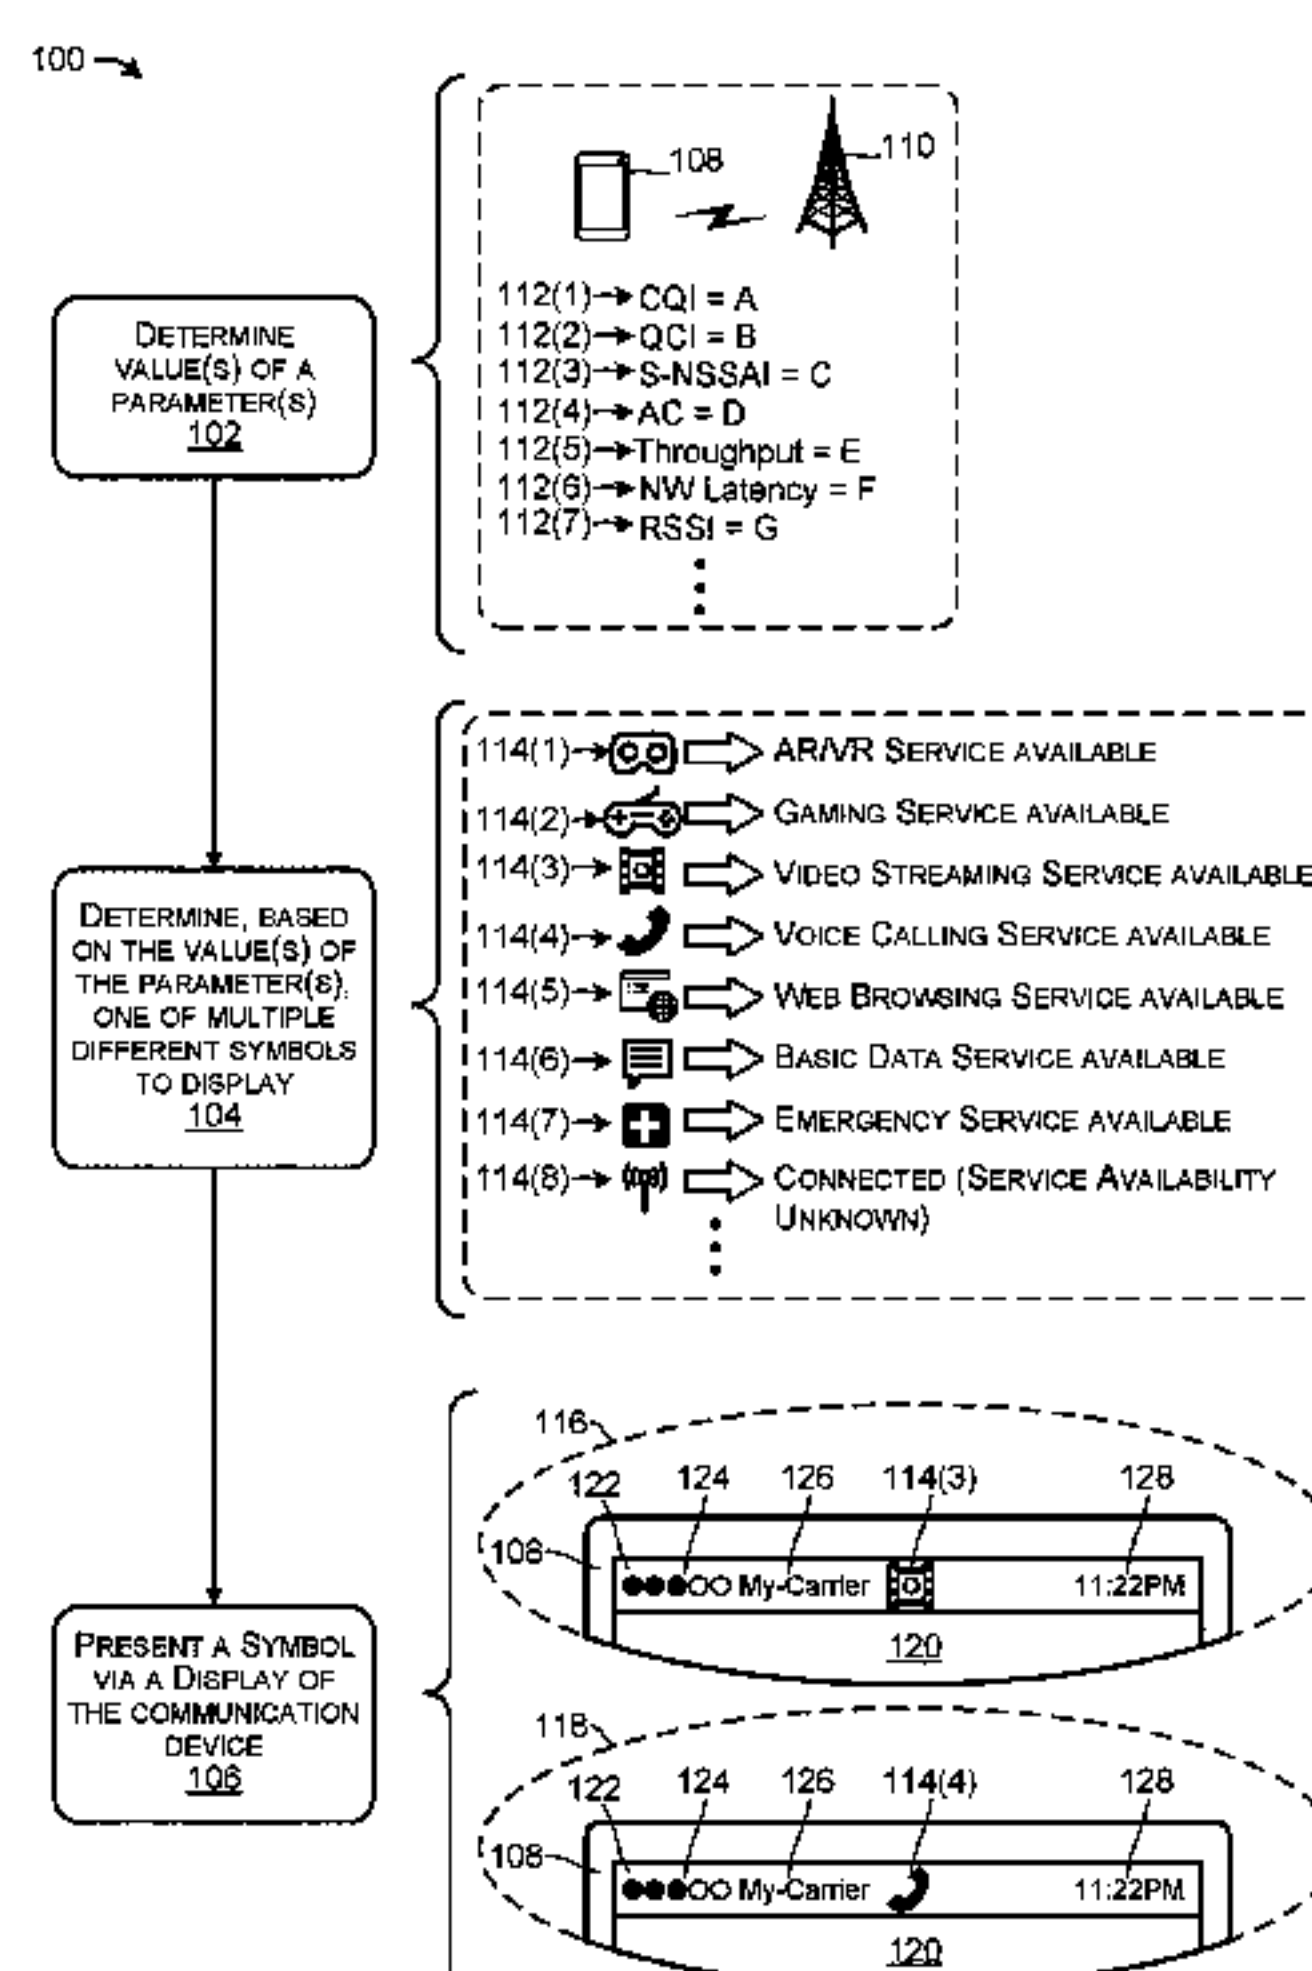 100
108
110
112(1) CQI = A
112(2) QCI = B
112(3) S-NSSAI = C
112(4) AC = D
112(5) Throughput = E
112(6) NW Latency = F
112(7) RSSI = G
DETERMINE
VALUE(S) OF A
PARAMETER(S)
102
114(1) AR/VR SERVICE AVAILABLE
114(2) GAMING SERVICE AVAILABLE
114(3) VIDEO STREAMING SERVICE AVAILABLE
114(4) VOICE CALLING SERVICE AVAILABLE
114(5) WEB BROWSING SERVICE AVAILABLE
114(6) BASIC DATA SERVICE AVAILABLE
114(7) EMERGENCY SERVICE AVAILABLE
114(8) CONNECTED (SERVICE AVAILABILITY
UNKNOWN)
DETERMINE, BASED
ON THE VALUE(S) OF
THE PARAMETER(S),
ONE OF MULTIPLE
DIFFERENT SYMBOLS
TO DISPLAY
104
116
122 124 126 114(3) 128
108
My-Carrier 11:22PM
120
PRESENT A SYMBOL
VIA A DISPLAY OF
THE COMMUNICATION
DEVICE
106
118
122 124 126 114(4) 128
108
My-Carrier 11:22PM
120